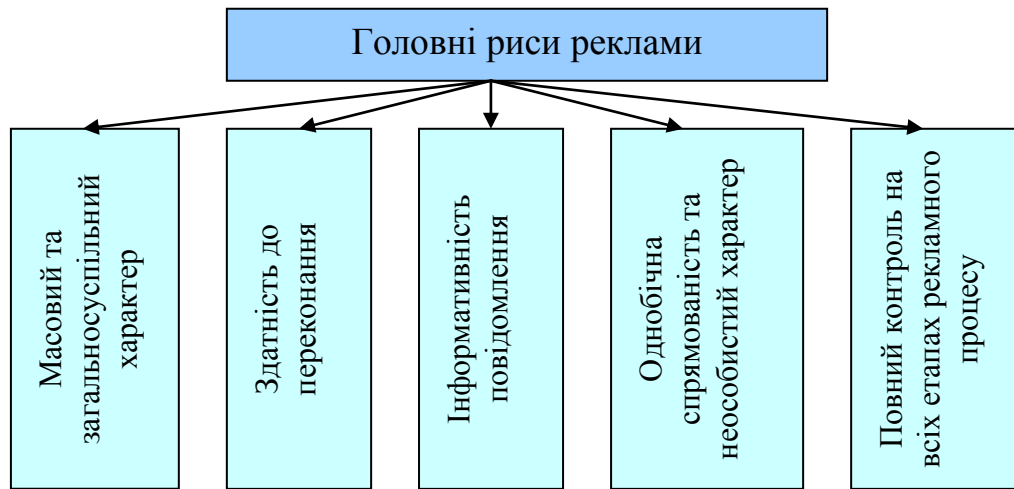 Головні риси реклами
Масовий та
загальносуспільний
характер
Здатність до
переконання
Інформативність
повідомлення
Однобічна
спрямованість та
неособистий характер
Повний контроль на
всіх етапах рекламного
процесу